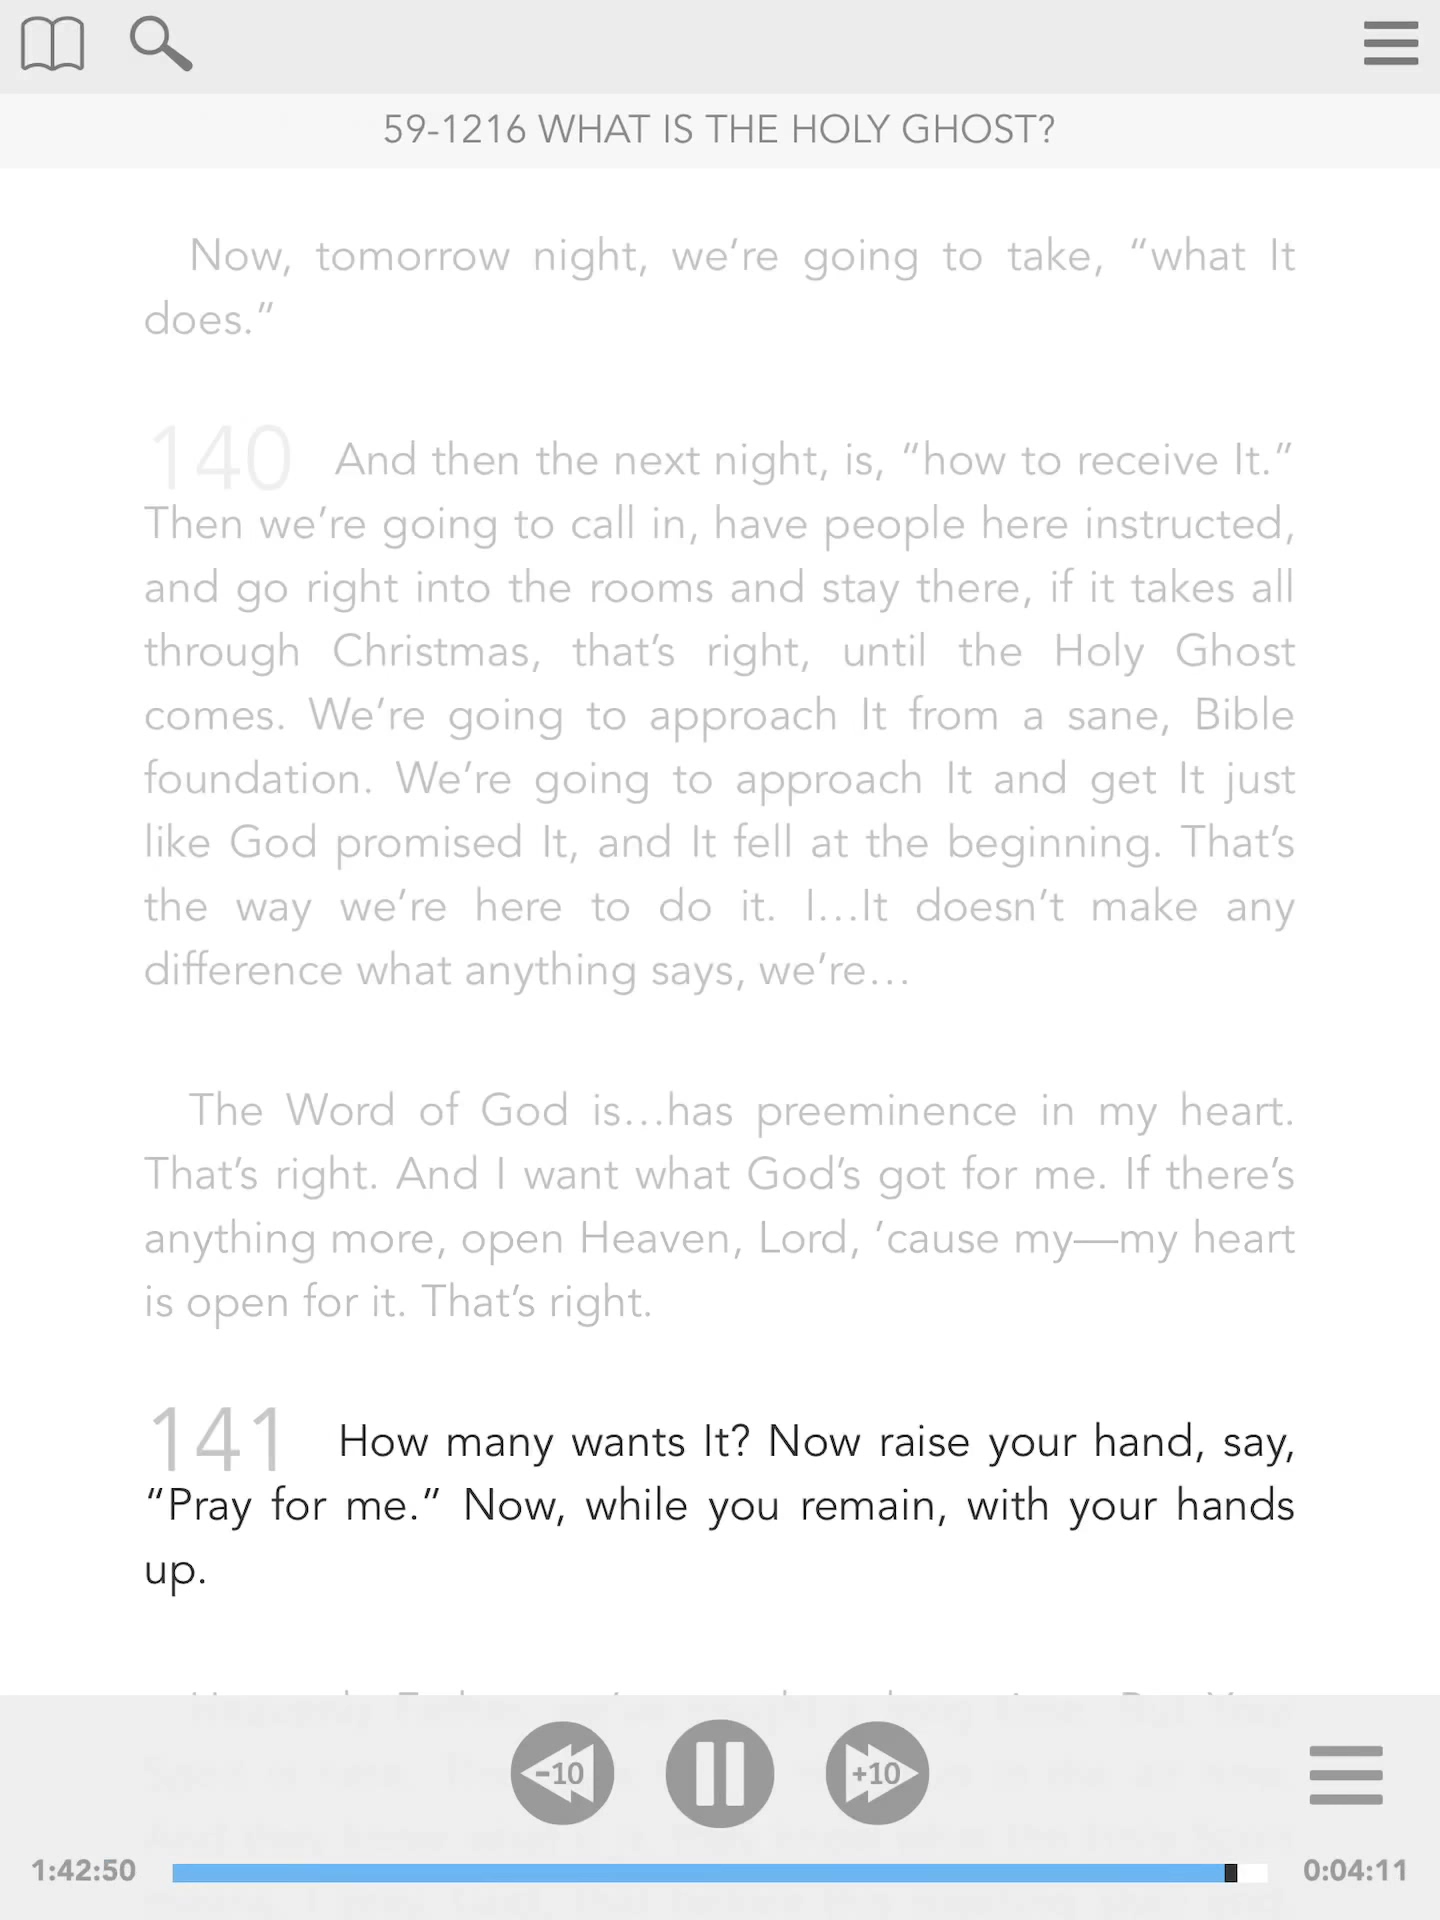 59-1216 WHAT IS THE HOLY GHOST?
Now, tomorrow night, we’re going to take, “what It
does.”
140 And then the next night, is, “how to receive It.”
Then we’re going to call in, have people here instructed,
and go right into the rooms and stay there, if it takes all
through Christmas, that’s right, until the Holy Ghost
comes. We’re going to approach It from a sane, Bible
foundation. We’re going to approach It and get It just
like God promised It, and It fell at the beginning. That’s
the way we’re here to do it. I…It doesn’t make any
difference what anything says, we’re…
The Word of God is…has preeminence in my heart.
That’s right. And I want what God’s got for me. If there’s
anything more, open Heaven, Lord, ’cause my—my heart
is open for it. That’s right.
141 How many wants It? Now raise your hand, say,
“Pray for me.” Now, while you remain, with your hands
up.
-10 +10
1:42:50 0:04:11